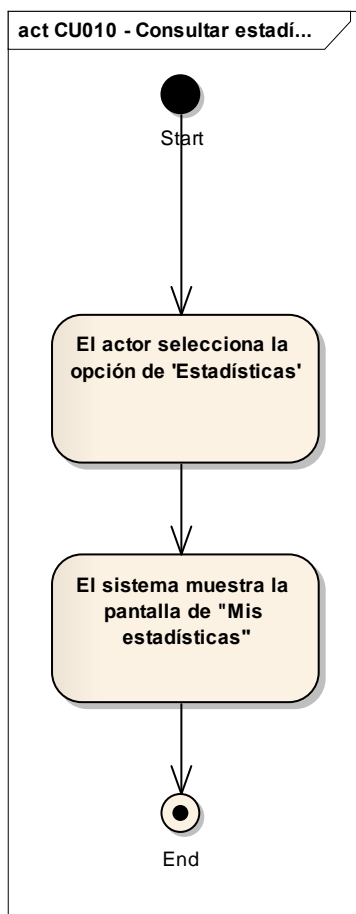 act CU010 - Consultar estadí...
Start
El actor selecciona la
opción de 'Estadísticas'
El sistema muestra la
pantalla de "Mis
estadísticas"
End